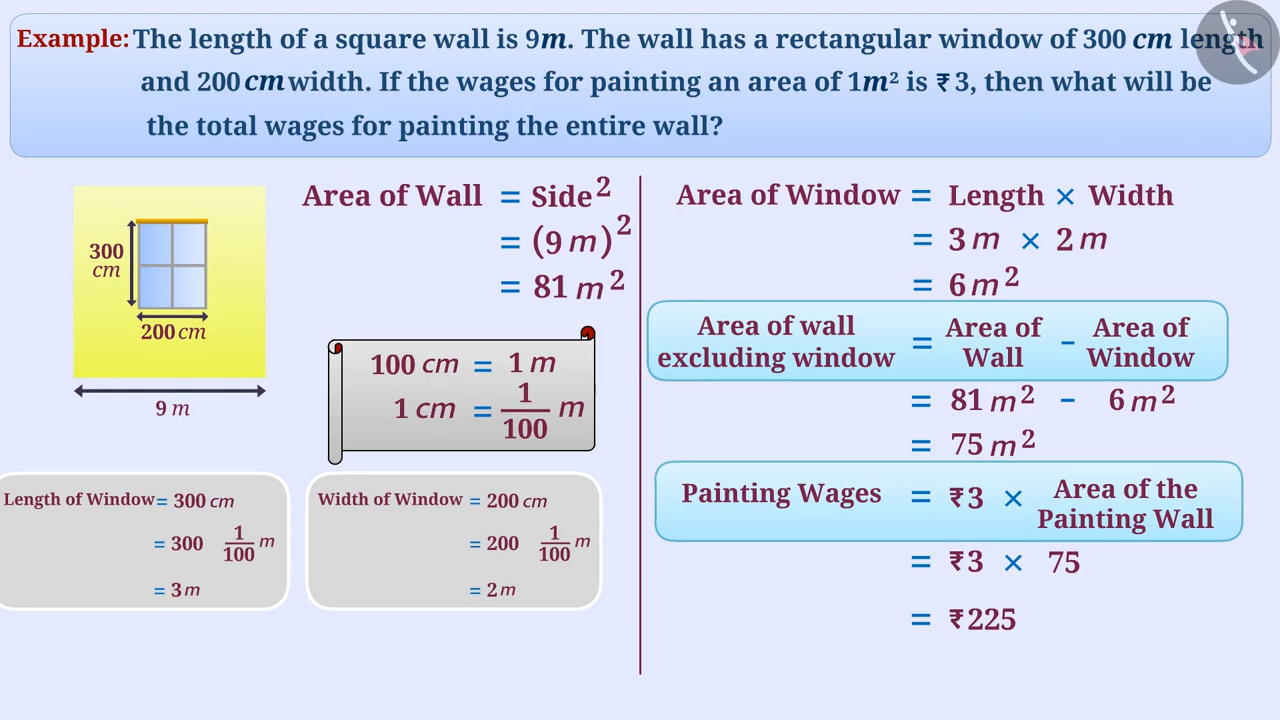 Example: The length of a square wall is 9m. The wall has a rectangular window of 300 cm length
and 200 cm width. If the wages for painting an area of 1m² is ₹3, then what will be
the total wages for painting the entire wall?
300
cm
200 cm
9 m
Area of Wall = Side²
= (9 m)²
= 81 m²
100 cm = 1 m
1 cm = 1/100 m
Length of Window = 300 cm
= 300 1/100 m
= 3 m
Width of Window = 200 cm
= 200 1/100 m
= 2 m
Area of Window = Length × Width
= 3 m × 2 m
= 6 m²
Area of wall excluding window = Area of Wall - Area of Window
= 81 m² - 6 m²
= 75 m²
Painting Wages = ₹3 × Area of the Painting Wall
= ₹3 × 75
= ₹225